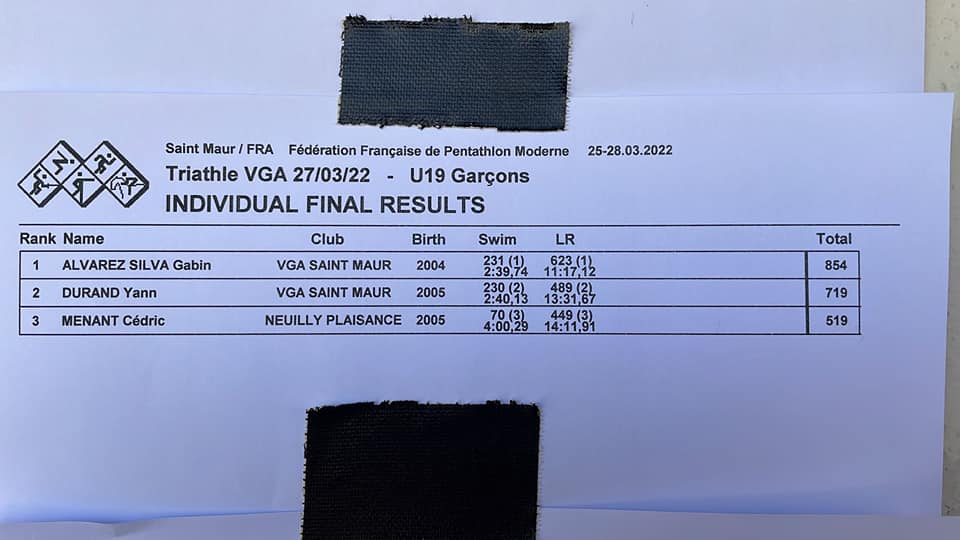 Saint Maur / FRA Fédération Française de Pentathlon Moderne 25-28.03.2022
Triathle VGA 27/03/22 - U19 Garçons
INDIVIDUAL FINAL RESULTS
Rank Name Club Birth Swim LR Total
1 ALVAREZ SILVA Gabin VGA SAINT MAUR 2004 231 (1) 623 (1) 854
2:39,74 11:17,12
2 DURAND Yann VGA SAINT MAUR 2005 230 (2) 489 (2) 719
2:40,13 13:31,67
3 MENANT Cédric NEUILLY PLAISANCE 2005 70 (3) 449 (3) 519
4:00,29 14:11,91